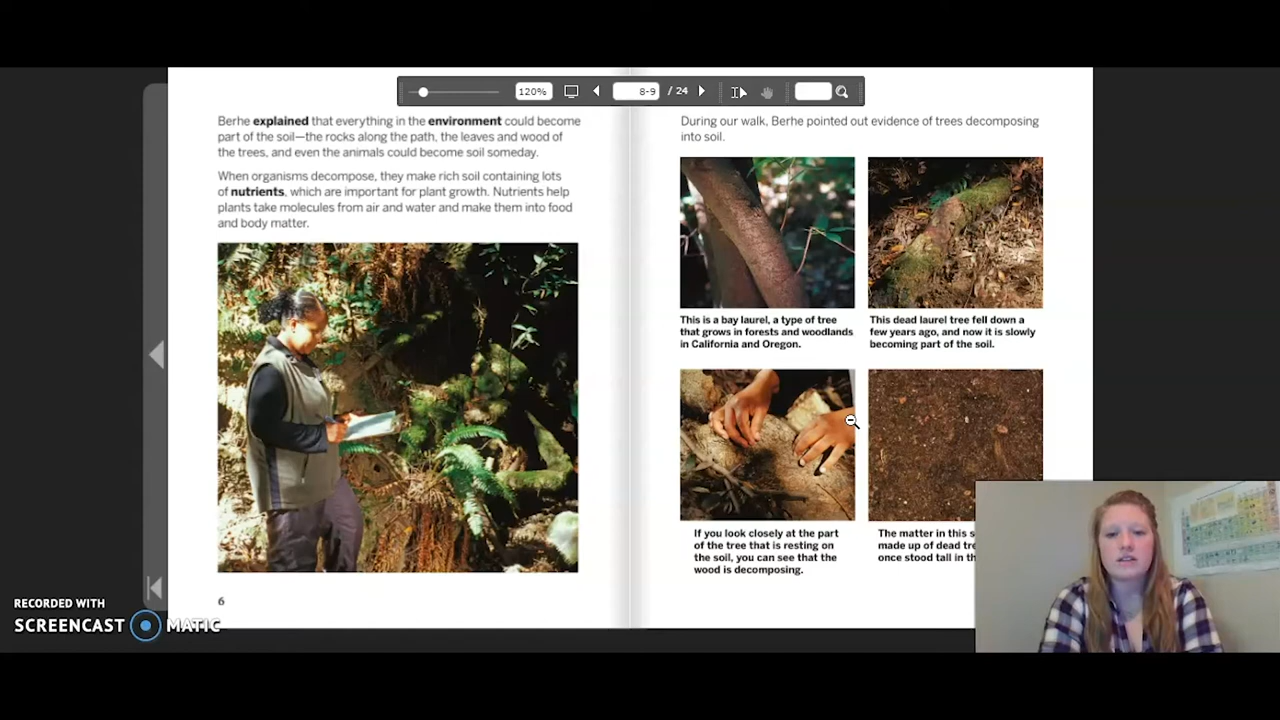 120%
8-9
/ 24
Berhe explained that everything in the environment could become
part of the soil—the rocks along the path, the leaves and wood of
the trees, and even the animals could become soil someday.
When organisms decompose, they make rich soil containing lots
of nutrients, which are important for plant growth. Nutrients help
plants take molecules from air and water and make them into food
and body matter.
6
During our walk, Berhe pointed out evidence of trees decomposing
into soil.
This is a bay laurel, a type of tree
that grows in forests and woodlands
in California and Oregon.
This dead laurel tree fell down a
few years ago, and now it is slowly
becoming part of the soil.
If you look closely at the part
of the tree that is resting on
the soil, you can see that the
wood is decomposing.
The matter in this
made up of dead
once stood tall in
RECORDED WITH
SCREENCAST MATIC